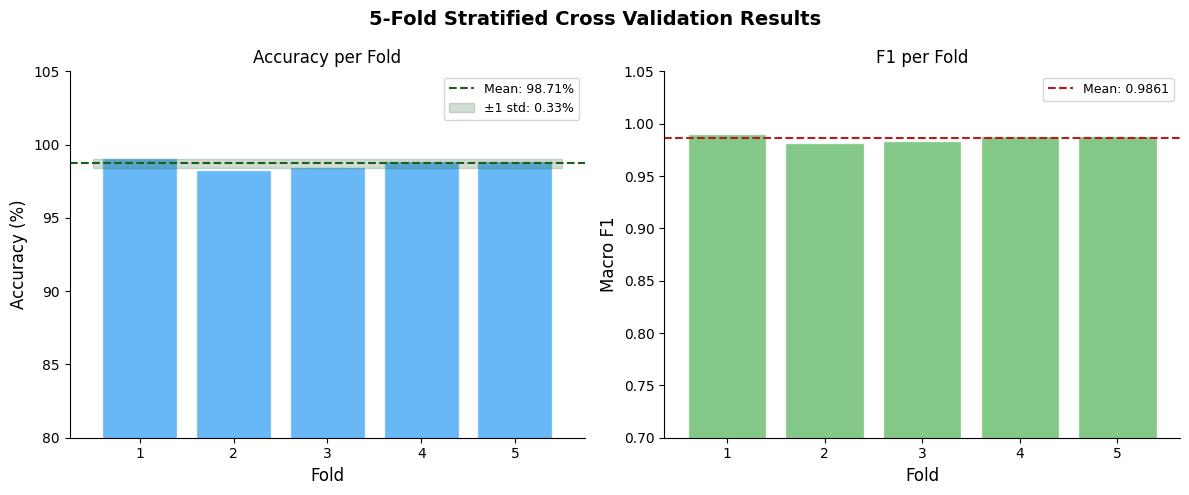 5-Fold Stratified Cross Validation Results
Accuracy per Fold
105
100
95
90
85
80
Accuracy (%)
Mean: 98.71%
±1 std: 0.33%
1 2 3 4 5
Fold
F1 per Fold
1.05
1.00
0.95
0.90
0.85
0.80
0.75
0.70
Macro F1
Mean: 0.9861
1 2 3 4 5
Fold